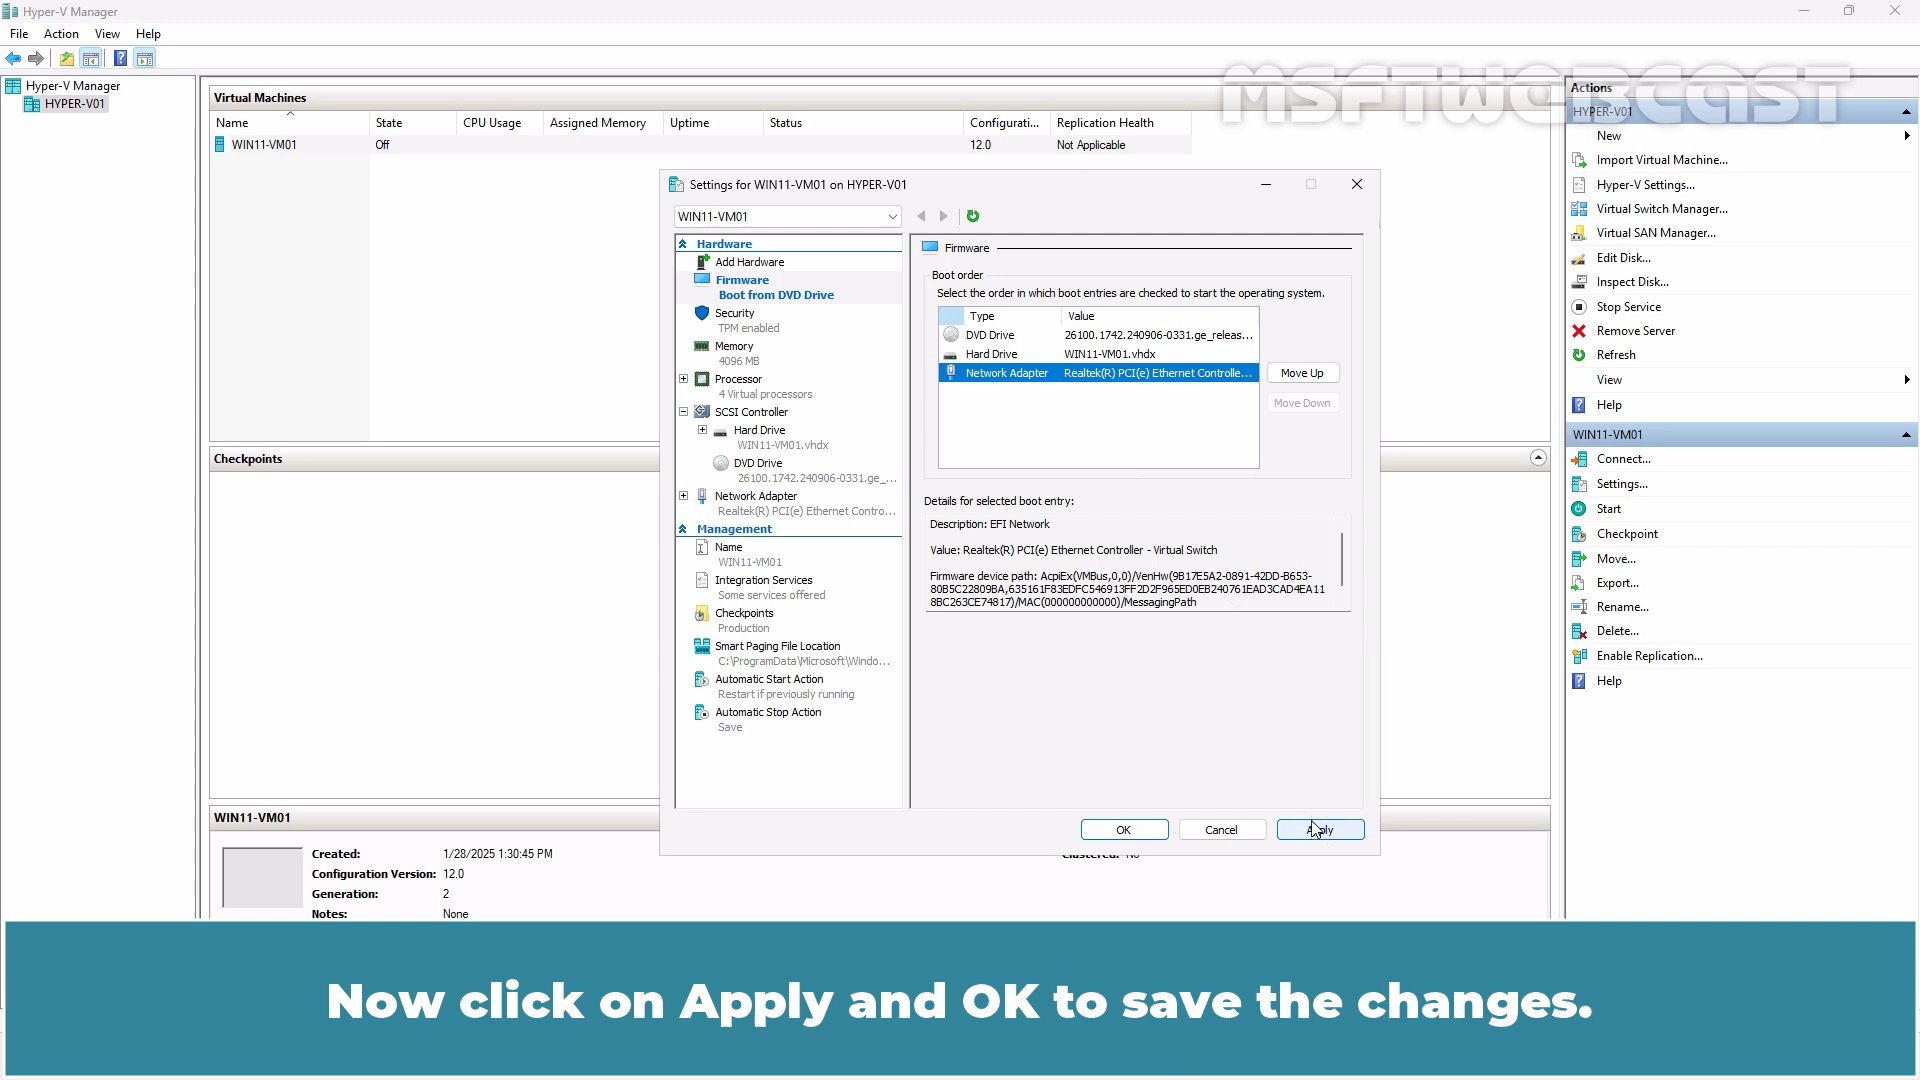 Hyper-V Manager
File Action View Help
Hyper-V Manager
HYPER-V01
Virtual Machines
Name State CPU Usage Assigned Memory Uptime Status Configurati... Replication Health
WIN11-VM01 Off 12.0 Not Applicable
MSFTWEBCAST
Settings for WIN11-VM01 on HYPER-V01
WIN11-VM01
Hardware
Add Hardware
Firmware
Boot from DVD Drive
Security
TPM enabled
Memory
4096 MB
Processor
4 Virtual processors
SCSI Controller
Hard Drive
WIN11-VM01.vhdx
DVD Drive
26100.1742.240906-0331.ge_...
Network Adapter
Realtek(R) PCI(e) Ethernet Contro...
Management
Name
WIN11-VM01
Integration Services
Some services offered
Checkpoints
Production
Smart Paging File Location
C:\ProgramData\Microsoft\Windo...
Automatic Start Action
Restart if previously running
Automatic Stop Action
Save
Firmware
Boot order
Select the order in which boot entries are checked to start the operating system.
Type Value
DVD Drive 26100.1742.240906-0331.ge_releas...
Hard Drive WIN11-VM01.vhdx
Network Adapter Realtek(R) PCI(e) Ethernet Controlle...
Move Up
Move Down
Details for selected boot entry:
Description: EFI Network
Value: Realtek(R) PCI(e) Ethernet Controller - Virtual Switch
Firmware device path: AcpiEx(VMBus,0,0)/VenHw(9B17E5A2-0891-42DD-B653-
80B5C22809BA,635161F83EDFC546913FF2D2F965ED0EB240761EAD3CAD4EA11
8BC263CE74817)/MAC(000000000000)/MessagingPath
OK Cancel Apply
Checkpoints
WIN11-VM01
Created: 1/28/2025 1:30:45 PM
Clustered: No
Configuration Version: 12.0
Generation: 2
Notes: None
Actions
HYPER-V01
New
Import Virtual Machine...
Hyper-V Settings...
Virtual Switch Manager...
Virtual SAN Manager...
Edit Disk...
Inspect Disk...
Stop Service
Remove Server
Refresh
View
Help
WIN11-VM01
Connect...
Settings...
Start
Checkpoint
Move...
Export...
Rename...
Delete...
Enable Replication...
Help
Now click on Apply and OK to save the changes.